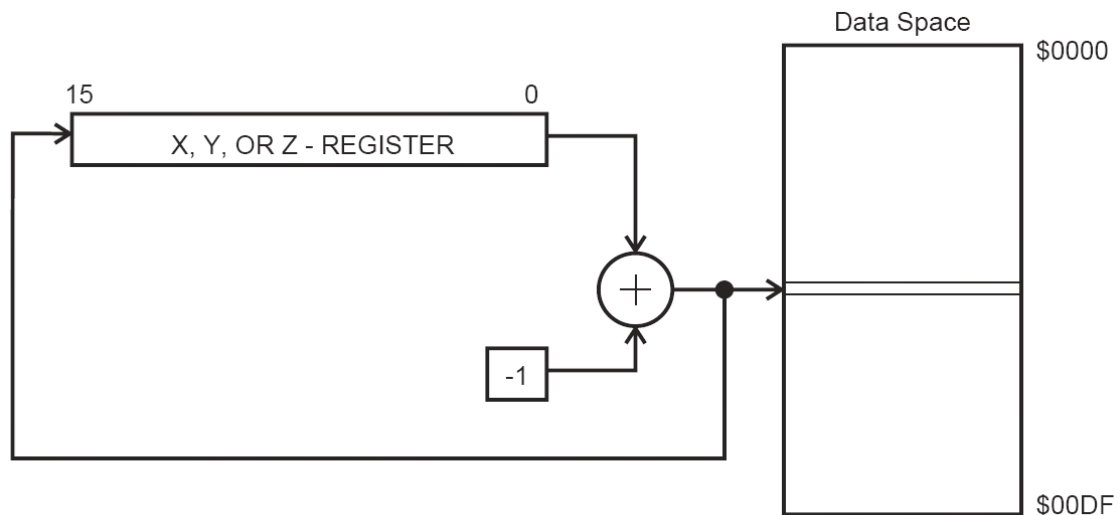 Data Space
$0000
15 0
X, Y, OR Z - REGISTER
+
-1
$00DF